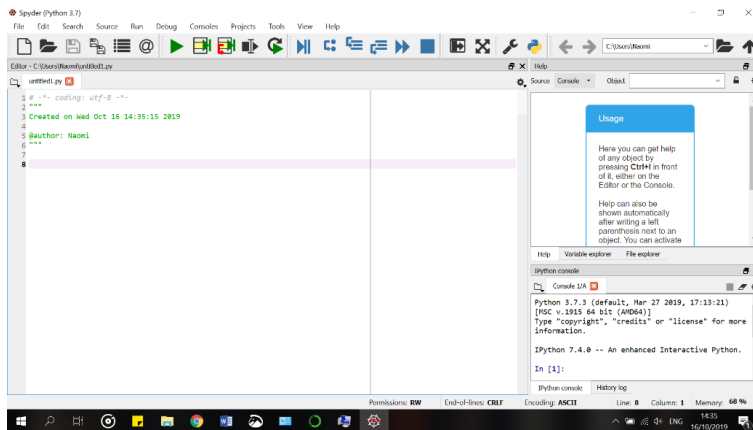 Spyder (Python 3.7)
File Edit Search Source Run Debug Consoles Projects Tools View Help
C:\Users\Naomi
Editor - C:\Users\Naomi\untitled1.py
Help
untitled1.py
Source Console Object
1 # -*- coding: utf-8 -*-
2 """
3 Created on Wed Oct 16 14:35:15 2019
4
5 @author: Naomi
6 """
7
8
Usage
Here you can get help
of any object by
pressing Ctrl+I in front
of it, either on the
Editor or the Console.
Help can also be
shown automatically
after writing a left
parenthesis next to an
object. You can activate
Help Variable explorer File explorer
IPython console
Console 1/A
Python 3.7.3 (default, Mar 27 2019, 17:13:21)
[MSC v.1915 64 bit (AMD64)]
Type "copyright", "credits" or "license" for more
information.
IPython 7.4.0 -- An enhanced Interactive Python.
In [1]:
IPython console History log
Permissions: RW End-of-lines: CRLF Encoding: ASCII Line: 8 Column: 1 Memory: 68 %
ENG
14:35
16/10/2019